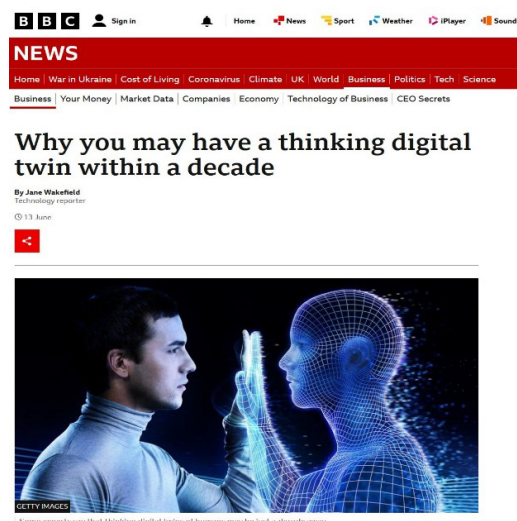 BBC Sign in Home News Sport Weather iPlayer Sound
NEWS
Home War in Ukraine Cost of Living Coronavirus Climate UK World Business Politics Tech Science
Business Your Money Market Data Companies Economy Technology of Business CEO Secrets
Why you may have a thinking digital
twin within a decade
By Jane Wakefield
Technology reporter
13 June
GETTY IMAGES